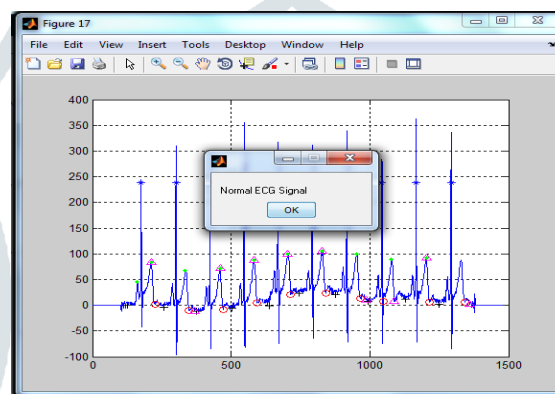 Figure 17
File Edit View Insert Tools Desktop Window Help
400
350
300
250
200
150
100
50
0
-50
-100
0 500 1000 1500
Normal ECG Signal
OK